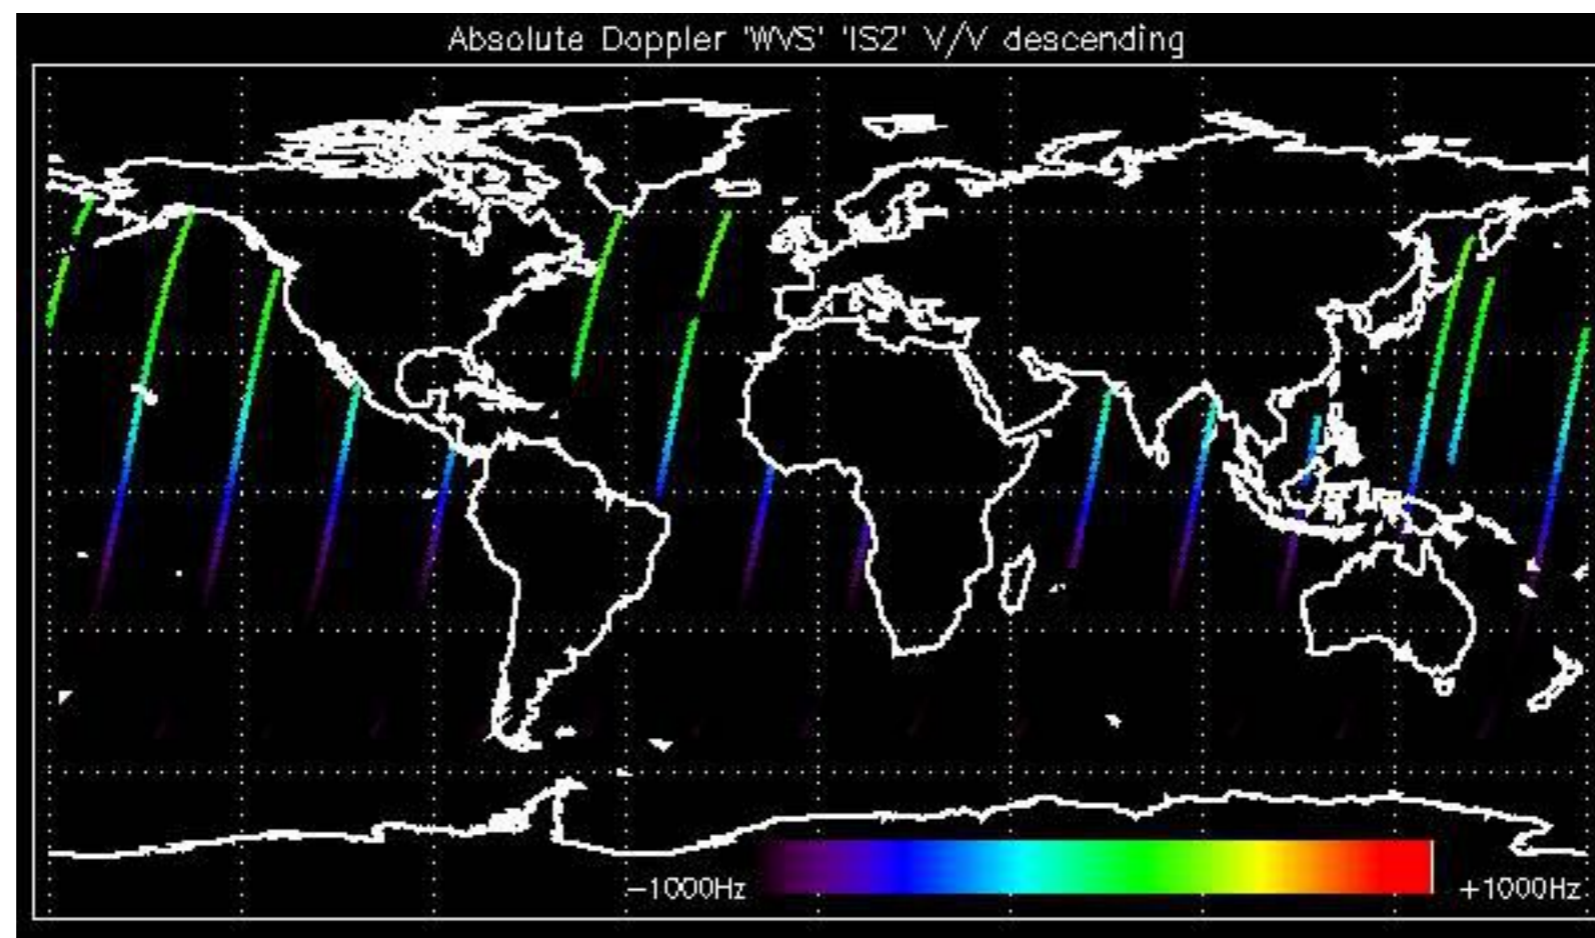 Absolute Doppler 'WVS' 'IS2' V/V descending
−1000Hz
+1000Hz